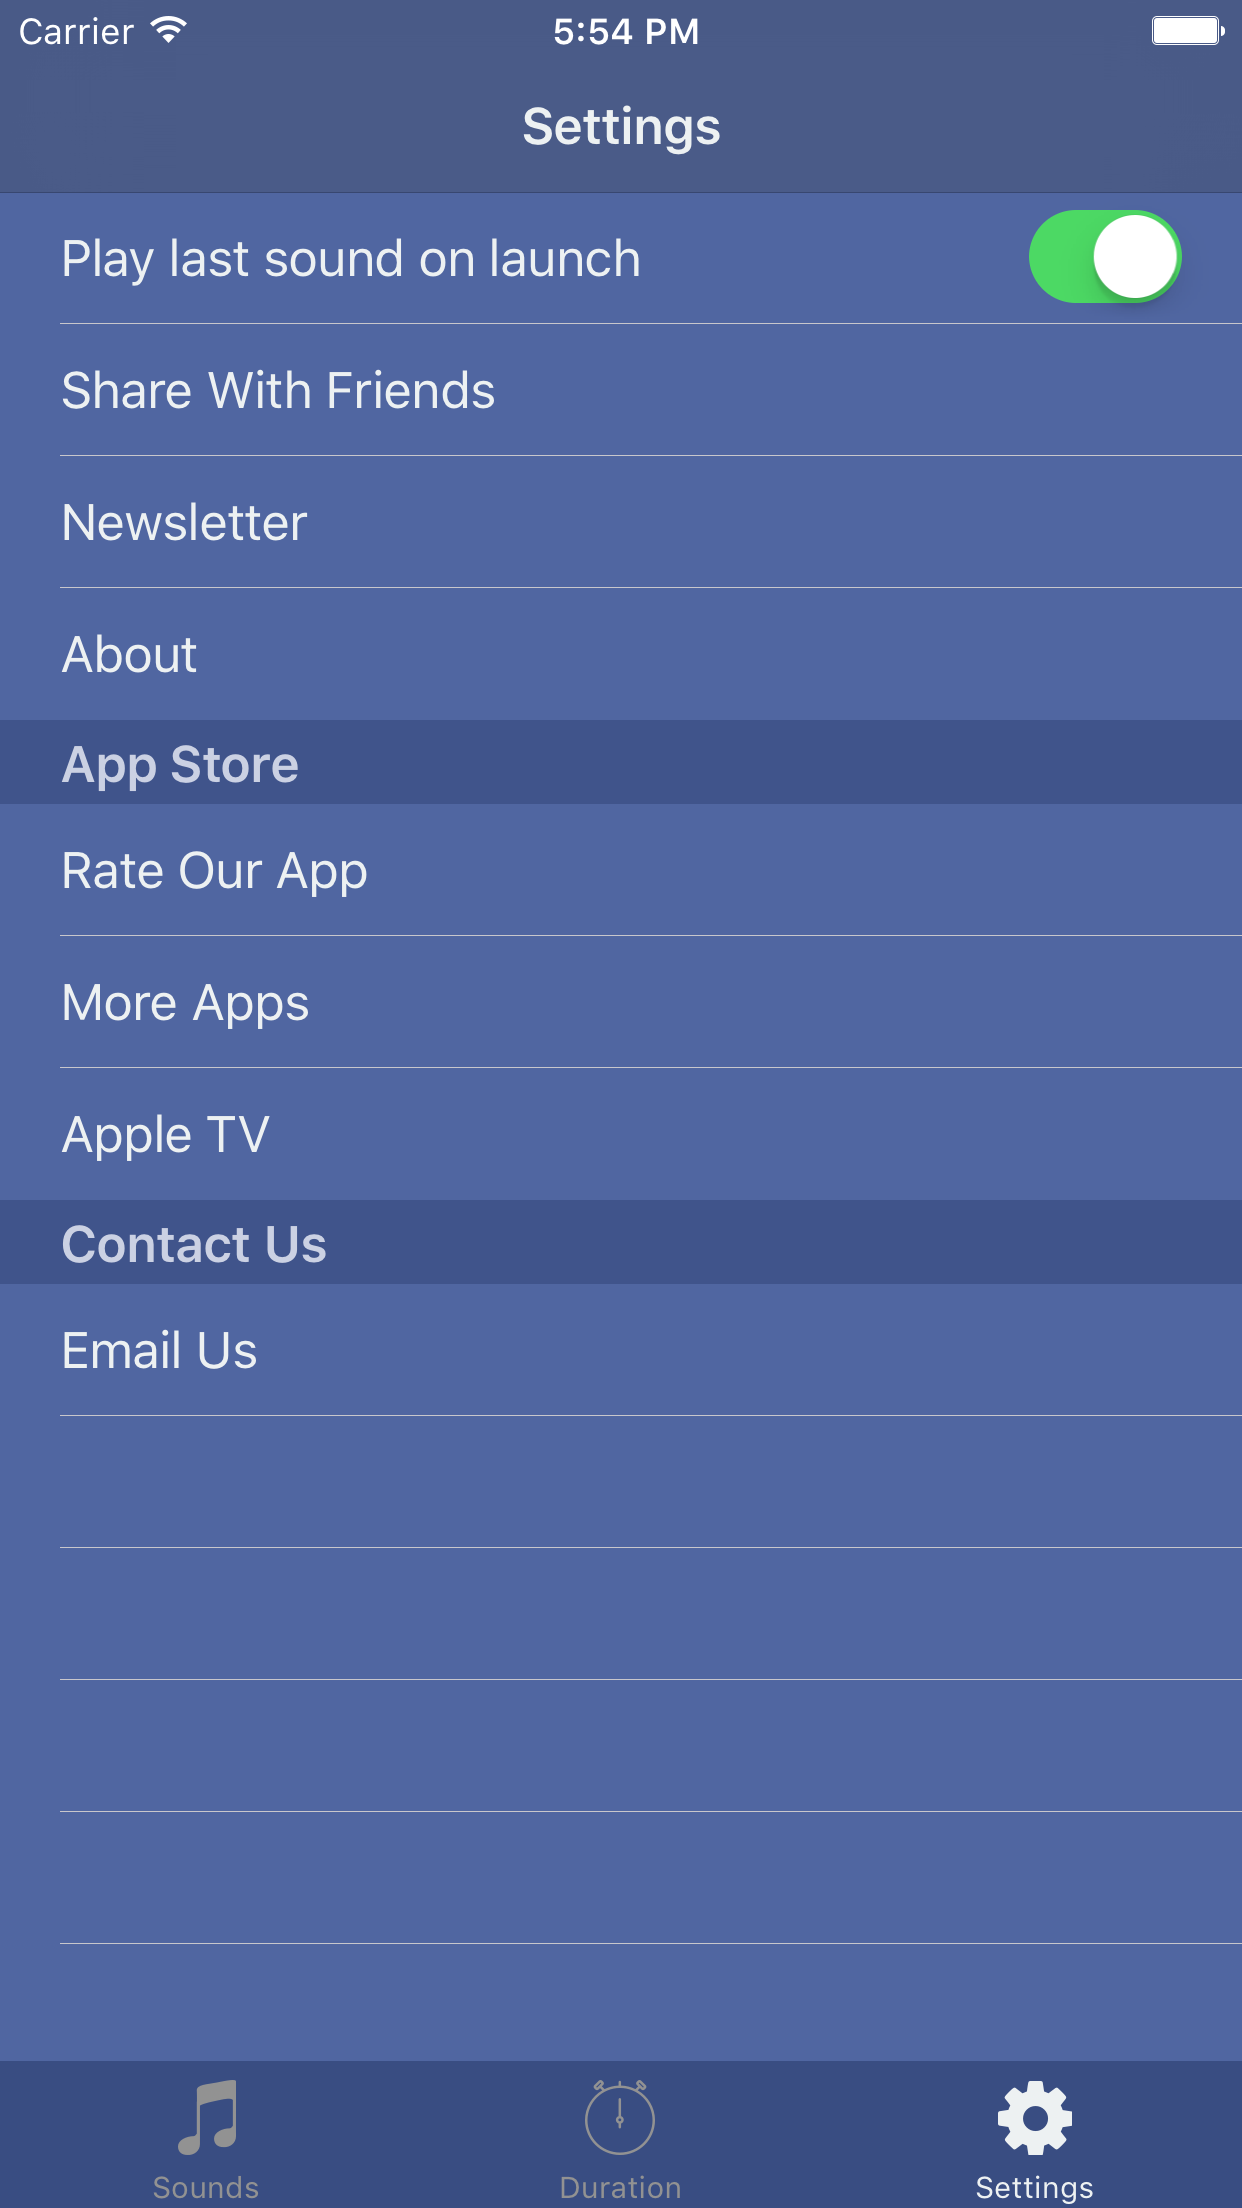 Carrier 5:54 PM
Settings
Play last sound on launch
Share With Friends
Newsletter
About
App Store
Rate Our App
More Apps
Apple TV
Contact Us
Email Us
Sounds Duration Settings